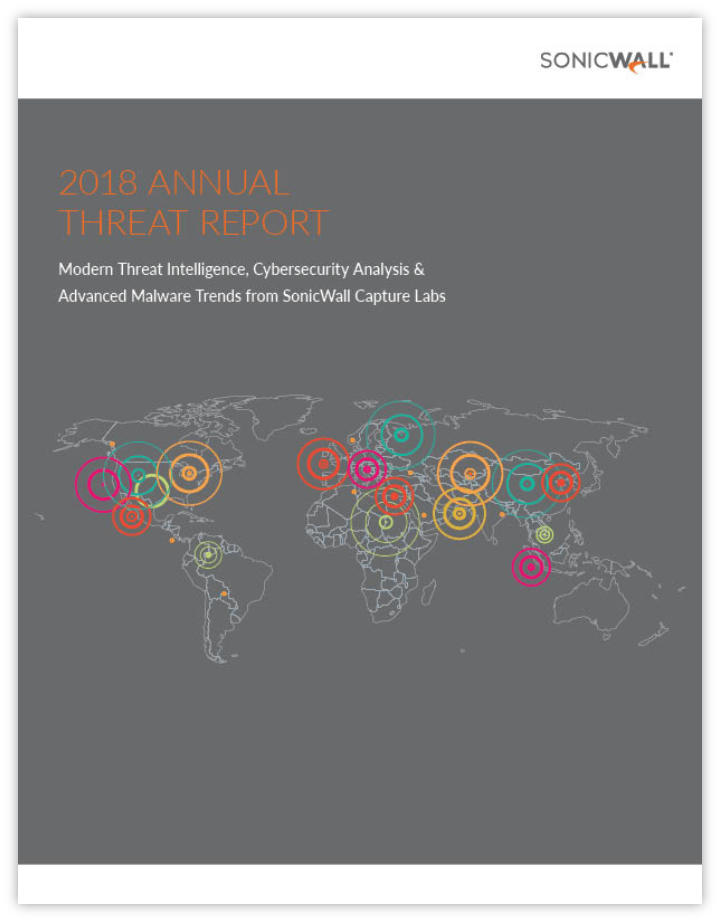 SONICWALL
2018 ANNUAL
THREAT REPORT
Modern Threat Intelligence, Cybersecurity Analysis &
Advanced Malware Trends from SonicWall Capture Labs